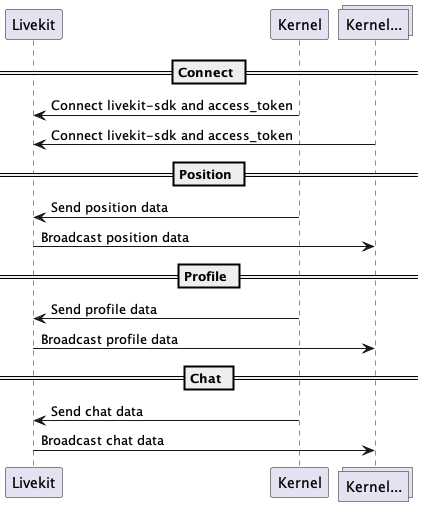 Livekit
Kernel
Kernel...
Connect
Connect livekit-sdk and access_token
Connect livekit-sdk and access_token
Position
Send position data
Broadcast position data
Profile
Send profile data
Broadcast profile data
Chat
Send chat data
Broadcast chat data
Livekit
Kernel
Kernel...